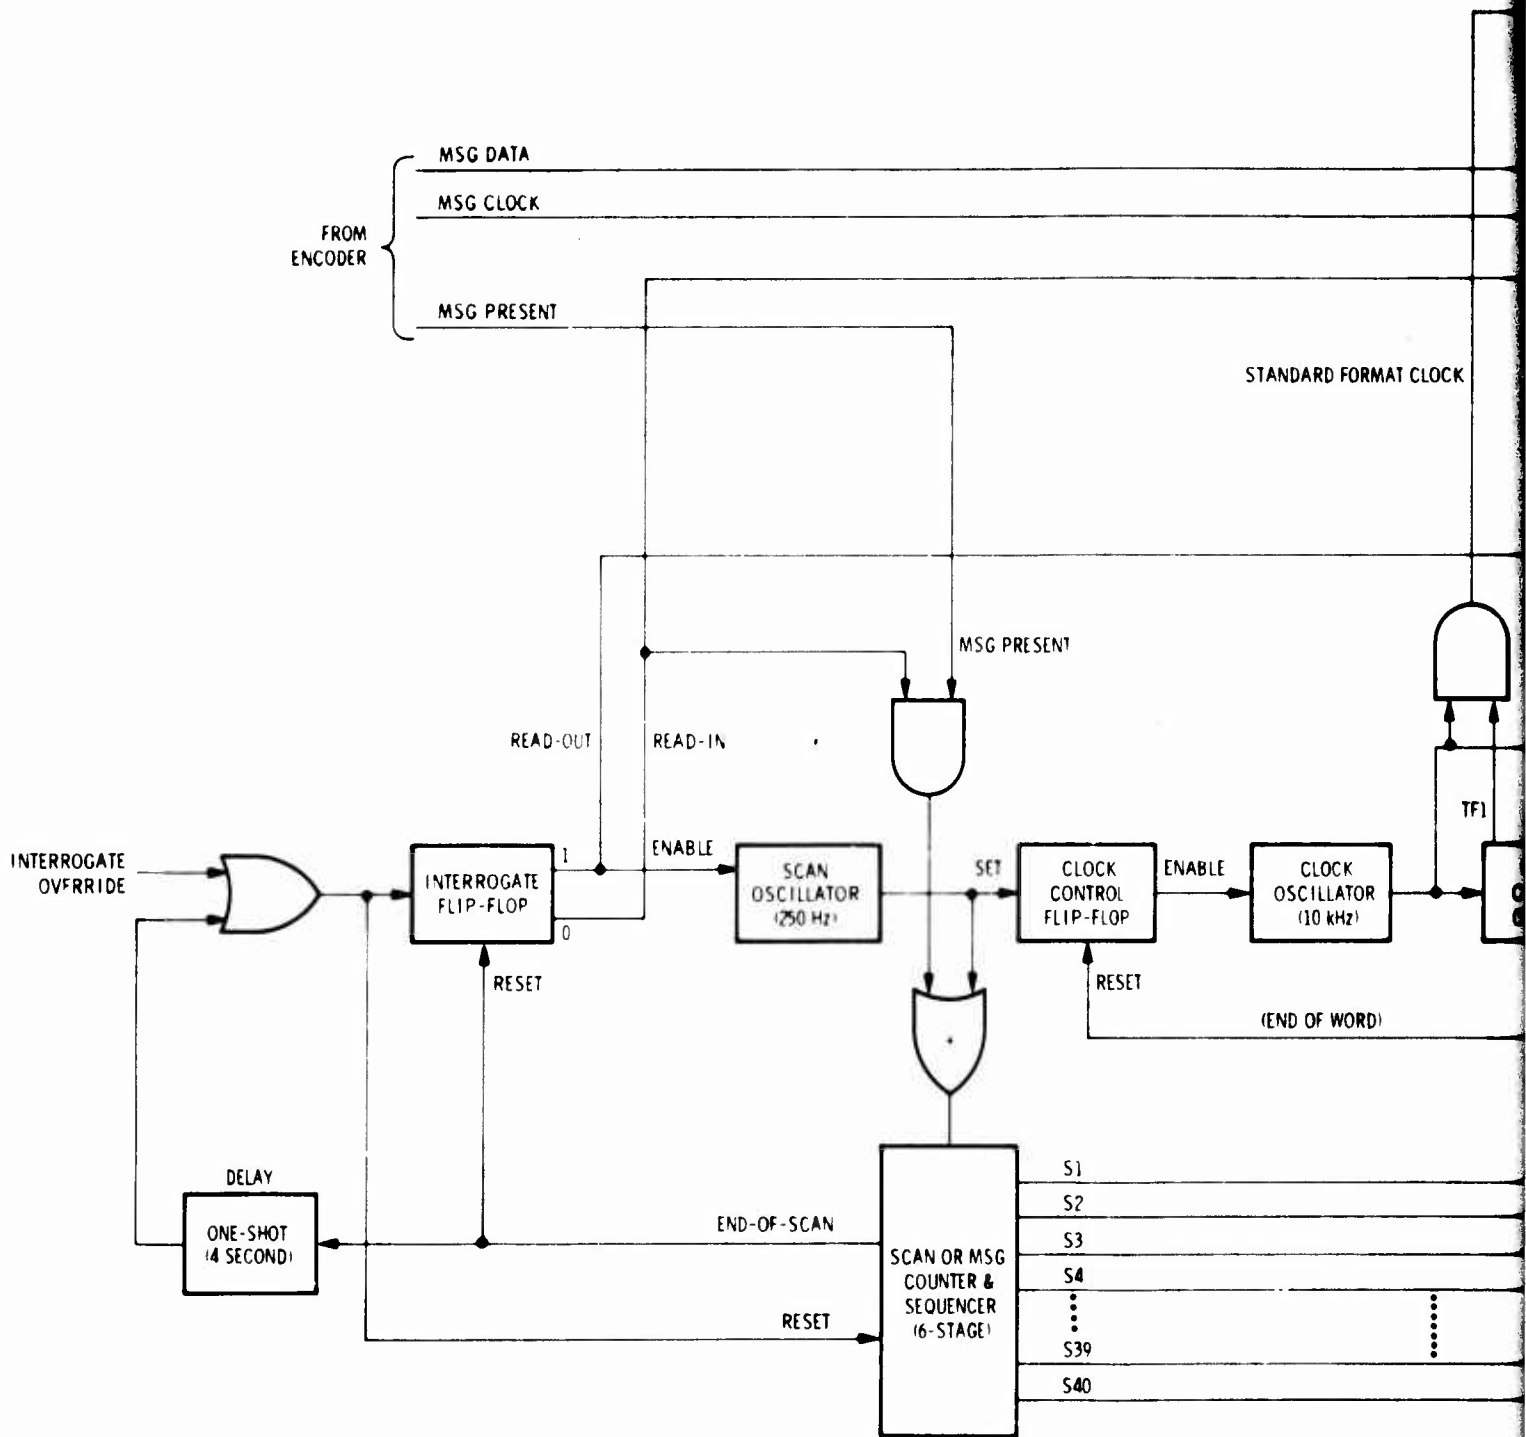 MSG DATA
MSG CLOCK
FROM
ENCODER
MSG PRESENT
STANDARD FORMAT CLOCK
MSG PRESENT
READ-OUT
READ-IN
TF1
INTERROGATE
OVERRIDE
INTERROGATE
FLIP-FLOP
1
0
ENABLE
SCAN
OSCILLATOR
(250 Hz)
SET
CLOCK
CONTROL
FLIP-FLOP
ENABLE
CLOCK
OSCILLATOR
(10 kHz)
RESET
RESET
(END OF WORD)
DELAY
ONE-SHOT
(4 SECOND)
END-OF-SCAN
RESET
SCAN OR MSG
COUNTER &
SEQUENCER
(6-STAGE)
S1
S2
S3
S4
S39
S40